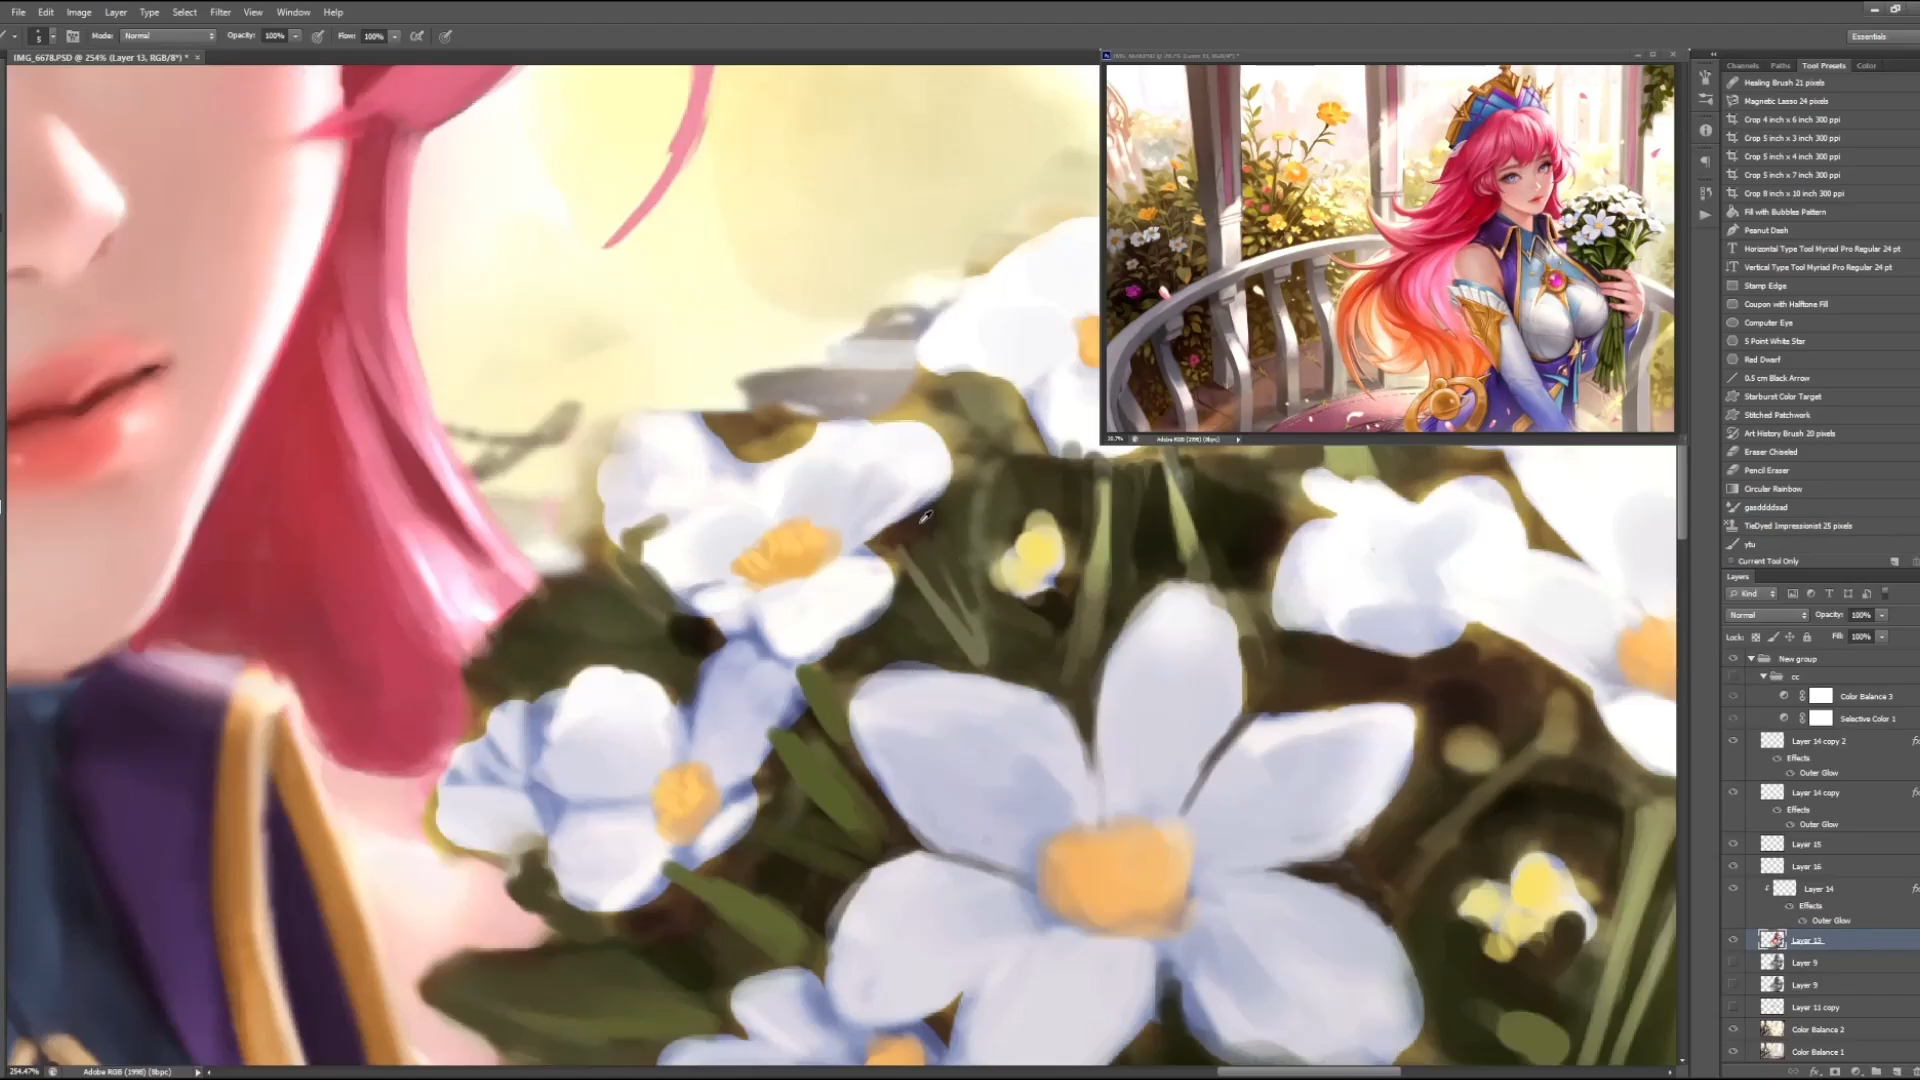 File Edit Image Layer Type Select Filter View Window Help
5 Mode: Normal Opacity: 100% Flow: 100% Essentials
IMG_6678.PSD @ 254% (Layer 13, RGB/8*) * ×
Channels Paths Tool Presets Color
Healing Brush 21 pixels
Magnetic Lasso 24 pixels
Crop 4 inch x 6 inch 300 ppi
Crop 5 inch x 3 inch 300 ppi
Crop 5 inch x 4 inch 300 ppi
Crop 5 inch x 7 inch 300 ppi
Crop 8 inch x 10 inch 300 ppi
Fill with Bubbles Pattern
Peanut Dash
Horizontal Type Tool Myriad Pro Regular 24 pt
Vertical Type Tool Myriad Pro Regular 24 pt
Stamp Edge
Coupon with Halftone Fill
Computer Eye
5 Point White Star
Red Dwarf
0.5 cm Black Arrow
Starburst Color Target
Stitched Patchwork
Art History Brush 20 pixels
Adobe RGB (1998) (8bpc)
Eraser Chiseled
Pencil Eraser
Circular Rainbow
gasddddsad
TieDyed Impressionist 25 pixels
ytu
Current Tool Only
Layers
Kind
Normal Opacity: 100%
Lock: Fill: 100%
New group
cc
Color Balance 3
Selective Color 1
Layer 14 copy 2
Effects
Outer Glow
Layer 14 copy
Effects
Outer Glow
Layer 15
Layer 16
Layer 14
Effects
Outer Glow
Layer 13
Layer 9
Layer 9
Layer 11 copy
Color Balance 2
Color Balance 1
254.47% Adobe RGB (1998) (8bpc)